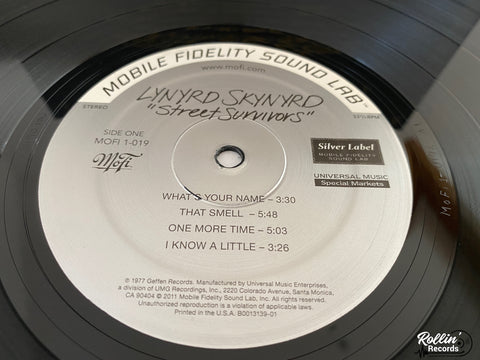 MOBILE FIDELITY SOUND LAB™
www.mofi.com
LYNYRD SKYNYRD
"Street Survivors"
STEREO
33⅓ RPM
SIDE ONE
MOFI 1-019
MoFi
Silver Label
MOBILE FIDELITY
SOUND LAB
UNIVERSAL MUSIC
Special Markets
WHAT'S YOUR NAME – 3:30
THAT SMELL – 5:48
ONE MORE TIME – 5:03
I KNOW A LITTLE – 3:26
℗ 1977 Geffen Records. Manufactured by Universal Music Enterprises,
a division of UMG Recordings, Inc., 2220 Colorado Avenue, Santa Monica,
CA 90404 ℗ 2011 Mobile Fidelity Sound Lab, Inc. All rights reserved.
Unauthorized reproduction is a violation of applicable laws.
Printed in the U.S.A. B0013139-01
Rollin'
Records